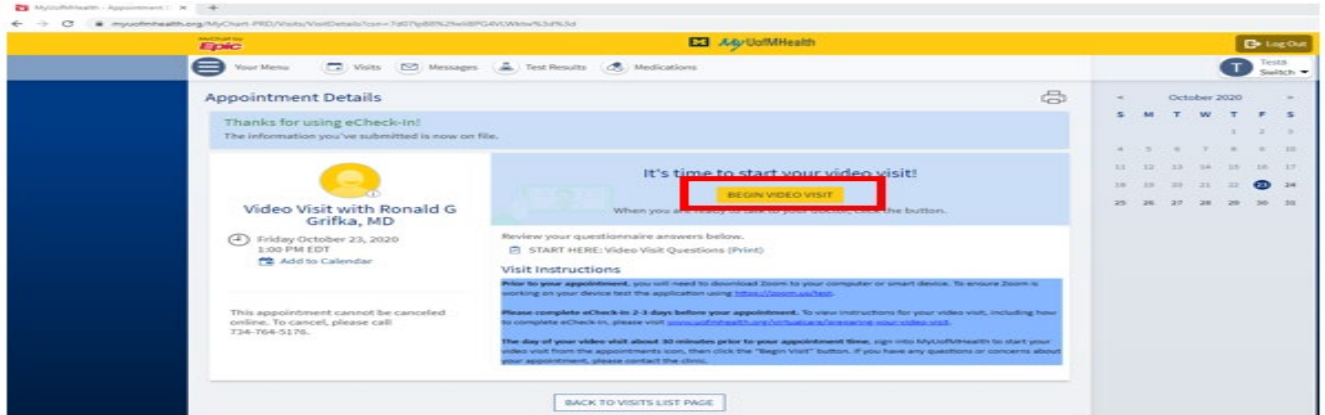 MyUofMHealth - Appointment
myuofmhealth.org/MyChart-PRD/Visits/VisitDetails?csn=
MyChart by
Epic
My UofMHealth
Log Out
Your Menu
Visits
Messages
Test Results
Medications
T
Testa
Switch
Appointment Details
Thanks for using eCheck-In!
The information you've submitted is now on file.
It's time to start your video visit!
BEGIN VIDEO VISIT
When you are ready to talk to your doctor, click the button.
Video Visit with Ronald G
Grifka, MD
Friday October 23, 2020
1:00 PM EDT
Add to Calendar
This appointment cannot be canceled
online. To cancel, please call
734-764-5176.
Review your questionnaire answers below.
START HERE: Video Visit Questions (Print)
Visit Instructions
Prior to your appointment, you will need to download Zoom to your computer or smart device. To ensure Zoom is
working on your device test the application using https://zoom.us/test.
Please complete eCheck-in 2-3 days before your appointment. To view instructions for your video visit, including how
to complete eCheck-in, please visit www.uofmhealth.org/virtualcare/preparing-your-video-visit.
The day of your video visit about 30 minutes prior to your appointment time, sign into MyUofMHealth to start your
video visit from the appointments icon, then click the "Begin Visit" button. If you have any questions or concerns about
your appointment, please contact the clinic.
BACK TO VISITS LIST PAGE
« October 2020 »
S M T W T F S
1 2 3
4 5 6 7 8 9 10
11 12 13 14 15 16 17
18 19 20 21 22 23 24
25 26 27 28 29 30 31